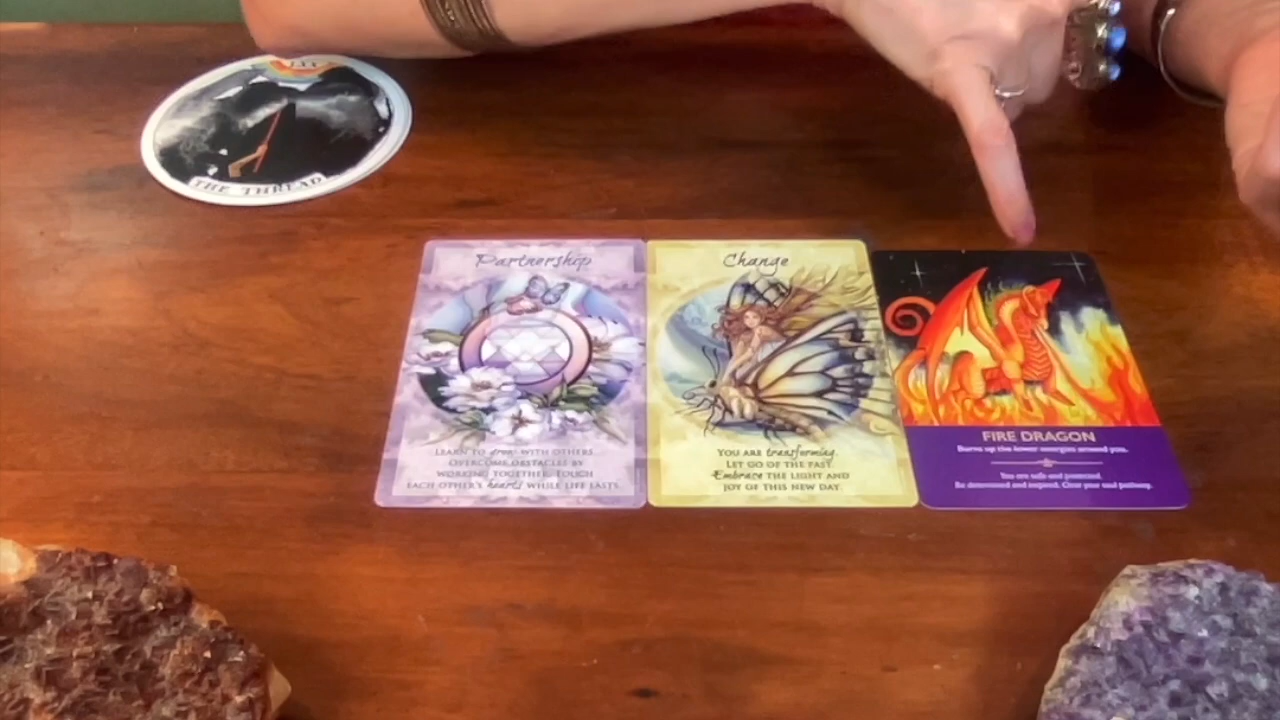 III
THE THREAD
Partnership
LEARN TO grow WITH OTHERS.
OVERCOME OBSTACLES BY
WORKING TOGETHER. TOUCH
EACH OTHER'S hearts WHILE LIFE LASTS.
Change
YOU ARE transforming.
LET GO OF THE PAST.
Embrace THE LIGHT AND
JOY OF THIS NEW DAY.
FIRE DRAGON
Burns up the lower energies around you.
You are safe and protected.
Be determined and inspired. Clear your soul pathway.